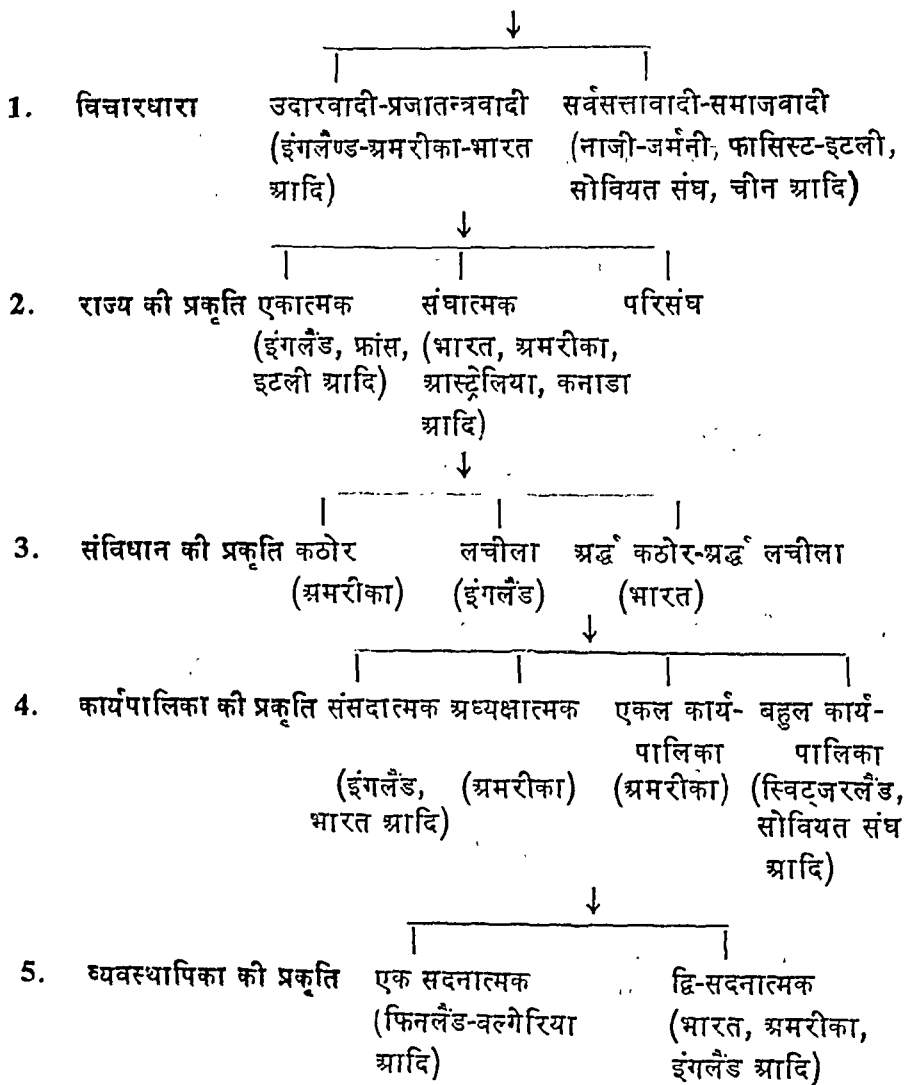 1. विचारधारा उदारवादी-प्रजातन्त्रवादी सर्वसत्तावादी-समाजवादी
(इंगलैण्ड-अमरीका-भारत (नाजी-जर्मनी, फासिस्ट-इटली,
आदि) सोवियत संघ, चीन आदि)
2. राज्य की प्रकृति एकात्मक संघात्मक परिसंघ
(इंगलैंड, फ्रांस, (भारत, अमरीका,
इटली आदि) आस्ट्रेलिया, कनाडा
आदि)
3. संविधान की प्रकृति कठोर लचीला अर्द्ध कठोर-अर्द्ध लचीला
(अमरीका) (इंगलैंड) (भारत)
4. कार्यपालिका की प्रकृति संसदात्मक अध्यक्षात्मक एकल कार्य- बहुल कार्य-
पालिका पालिका
(इंगलैंड, (अमरीका) (अमरीका) (स्विट्जरलैंड,
भारत आदि) सोवियत संघ
आदि)
5. व्यवस्थापिका की प्रकृति एक सदनात्मक द्वि-सदनात्मक
(फिनलैंड-वल्गेरिया (भारत, अमरीका,
आदि) इंगलैंड आदि)